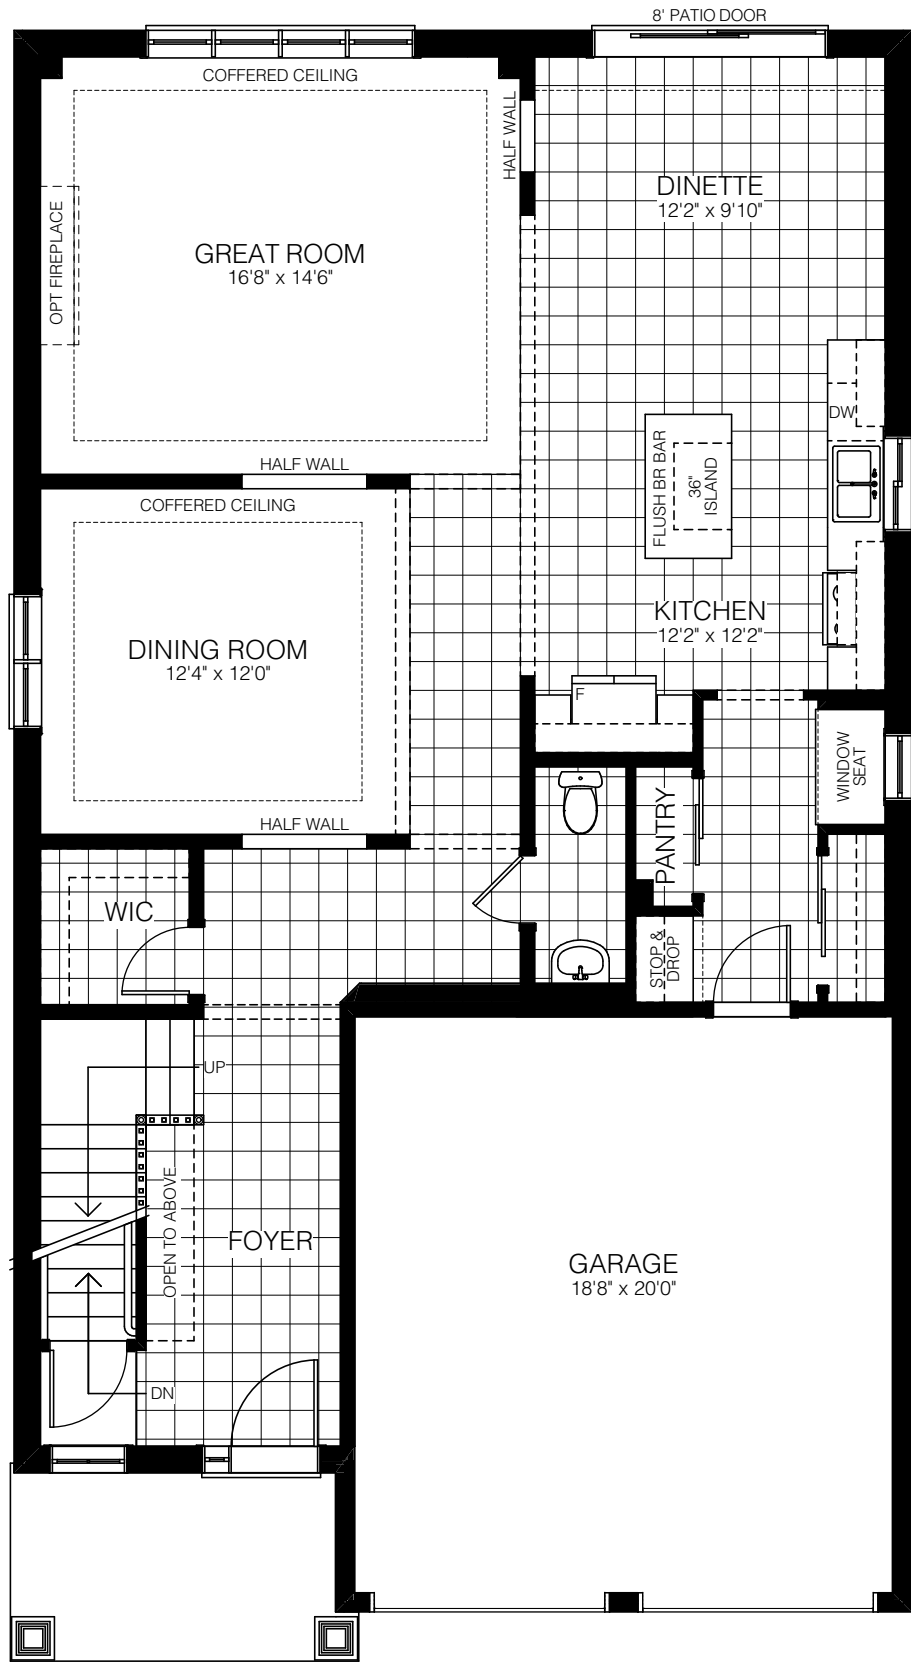 8' PATIO DOOR
COFFERED CEILING
HALF WALL
DINETTE
12'2" x 9'10"
OPT FIREPLACE
GREAT ROOM
16'8" x 14'6"
DW
FLUSH BR BAR
36"
ISLAND
HALF WALL
COFFERED CEILING
KITCHEN
12'2" x 12'2"
DINING ROOM
12'4" x 12'0"
F
WINDOW
SEAT
HALF WALL
PANTRY
WIC
STOP &
DROP
UP
OPEN TO ABOVE
FOYER
GARAGE
18'8" x 20'0"
DN